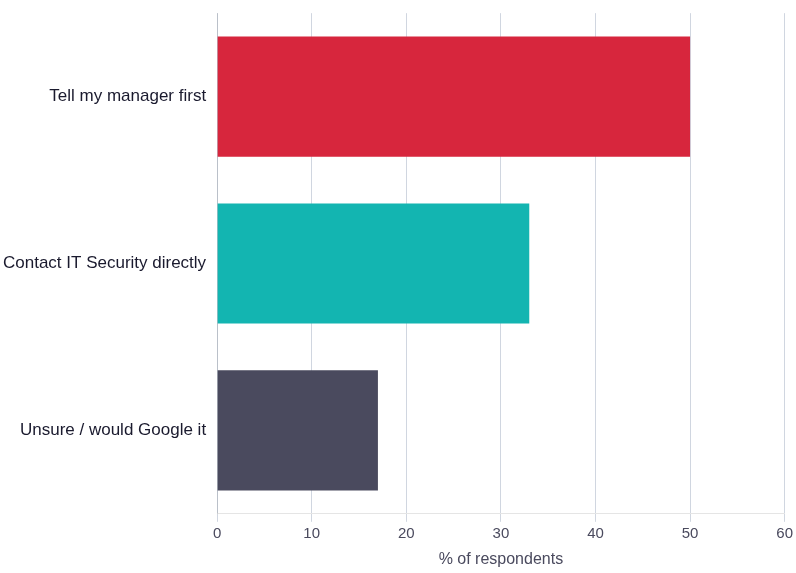 Tell my manager first
Contact IT Security directly
Unsure / would Google it
0 10 20 30 40 50 60
% of respondents